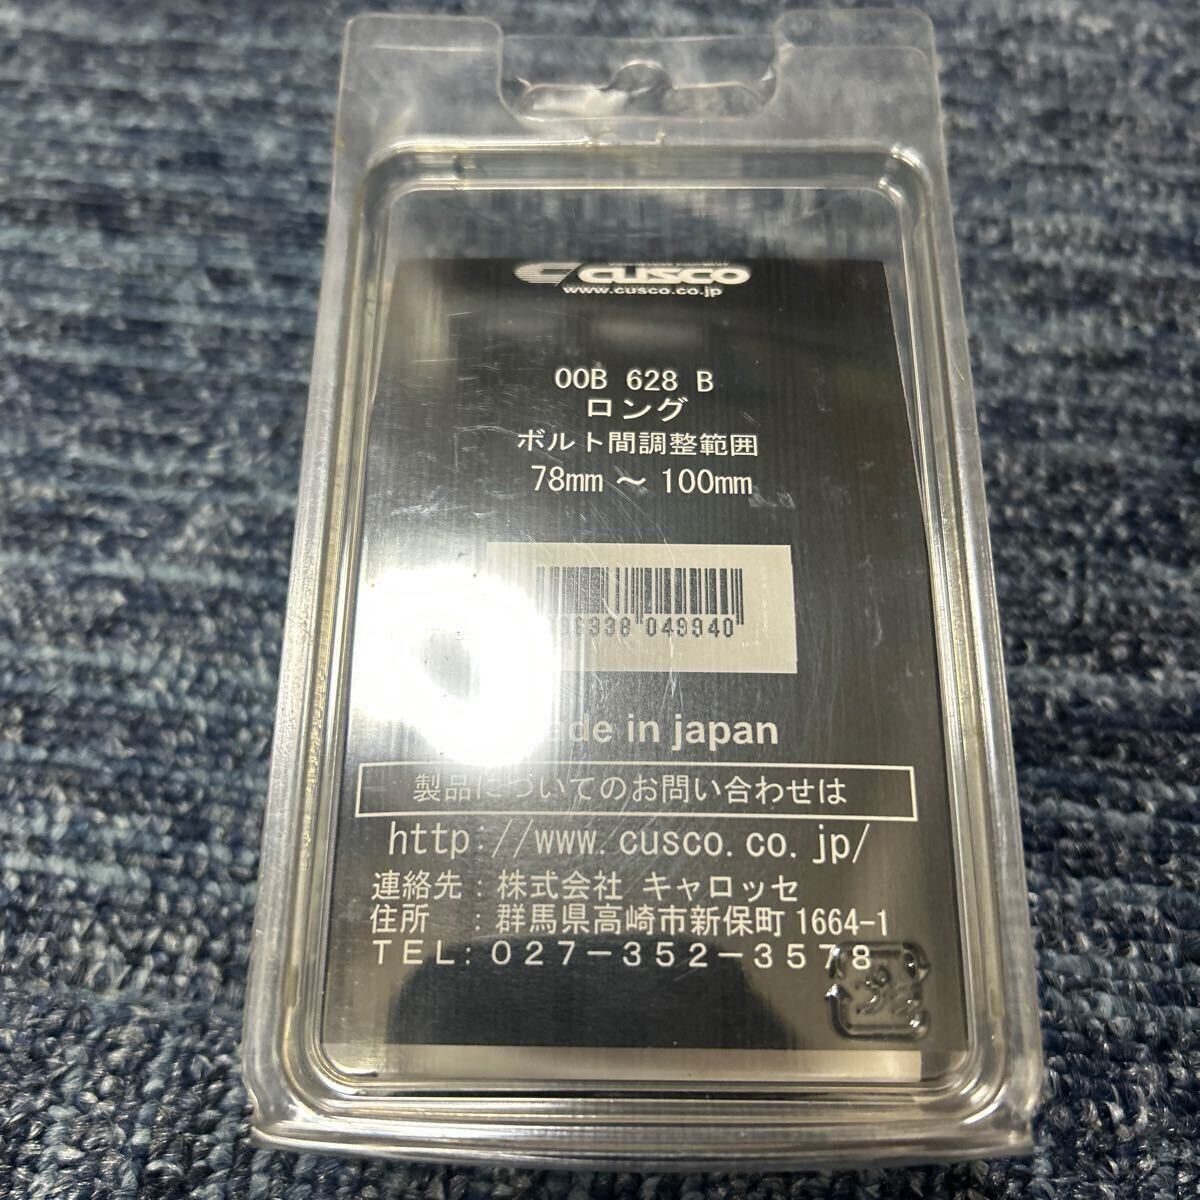 CUSCO
www.cusco.co.jp
00B 628 B
ロング
ボルト間調整範囲
78mm ～ 100mm
049940
in japan
製品についてのお問い合わせは
http://www.cusco.co.jp/
連絡先 : 株式会社 キャロッセ
住所 : 群馬県高崎市新保町 1664-1
ＴＥＬ: ０２７－３５２－３５７８
プラ